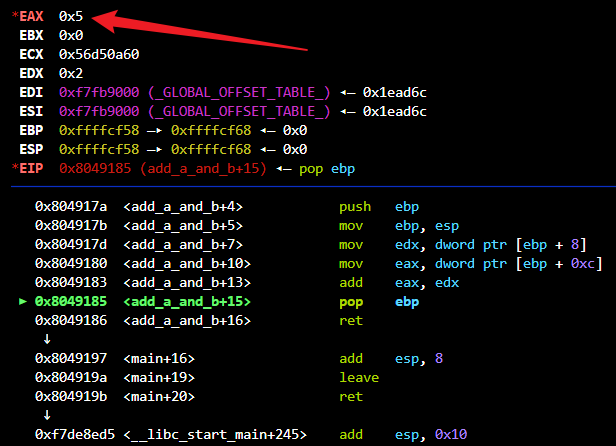 *EAX 0x5
EBX 0x0
ECX 0x56d50a60
EDX 0x2
EDI 0xf7fb9000 (_GLOBAL_OFFSET_TABLE_) ◂— 0x1ead6c
ESI 0xf7fb9000 (_GLOBAL_OFFSET_TABLE_) ◂— 0x1ead6c
EBP 0xffffcf58 —▸ 0xffffcf68 ◂— 0x0
ESP 0xffffcf58 —▸ 0xffffcf68 ◂— 0x0
*EIP 0x8049185 (add_a_and_b+15) ◂— pop ebp
0x804917a <add_a_and_b+4> push ebp
0x804917b <add_a_and_b+5> mov ebp, esp
0x804917d <add_a_and_b+7> mov edx, dword ptr [ebp + 8]
0x8049180 <add_a_and_b+10> mov eax, dword ptr [ebp + 0xc]
0x8049183 <add_a_and_b+13> add eax, edx
► 0x8049185 <add_a_and_b+15> pop ebp
0x8049186 <add_a_and_b+16> ret
↓
0x8049197 <main+16> add esp, 8
0x804919a <main+19> leave
0x804919b <main+20> ret
↓
0xf7de8ed5 <__libc_start_main+245> add esp, 0x10